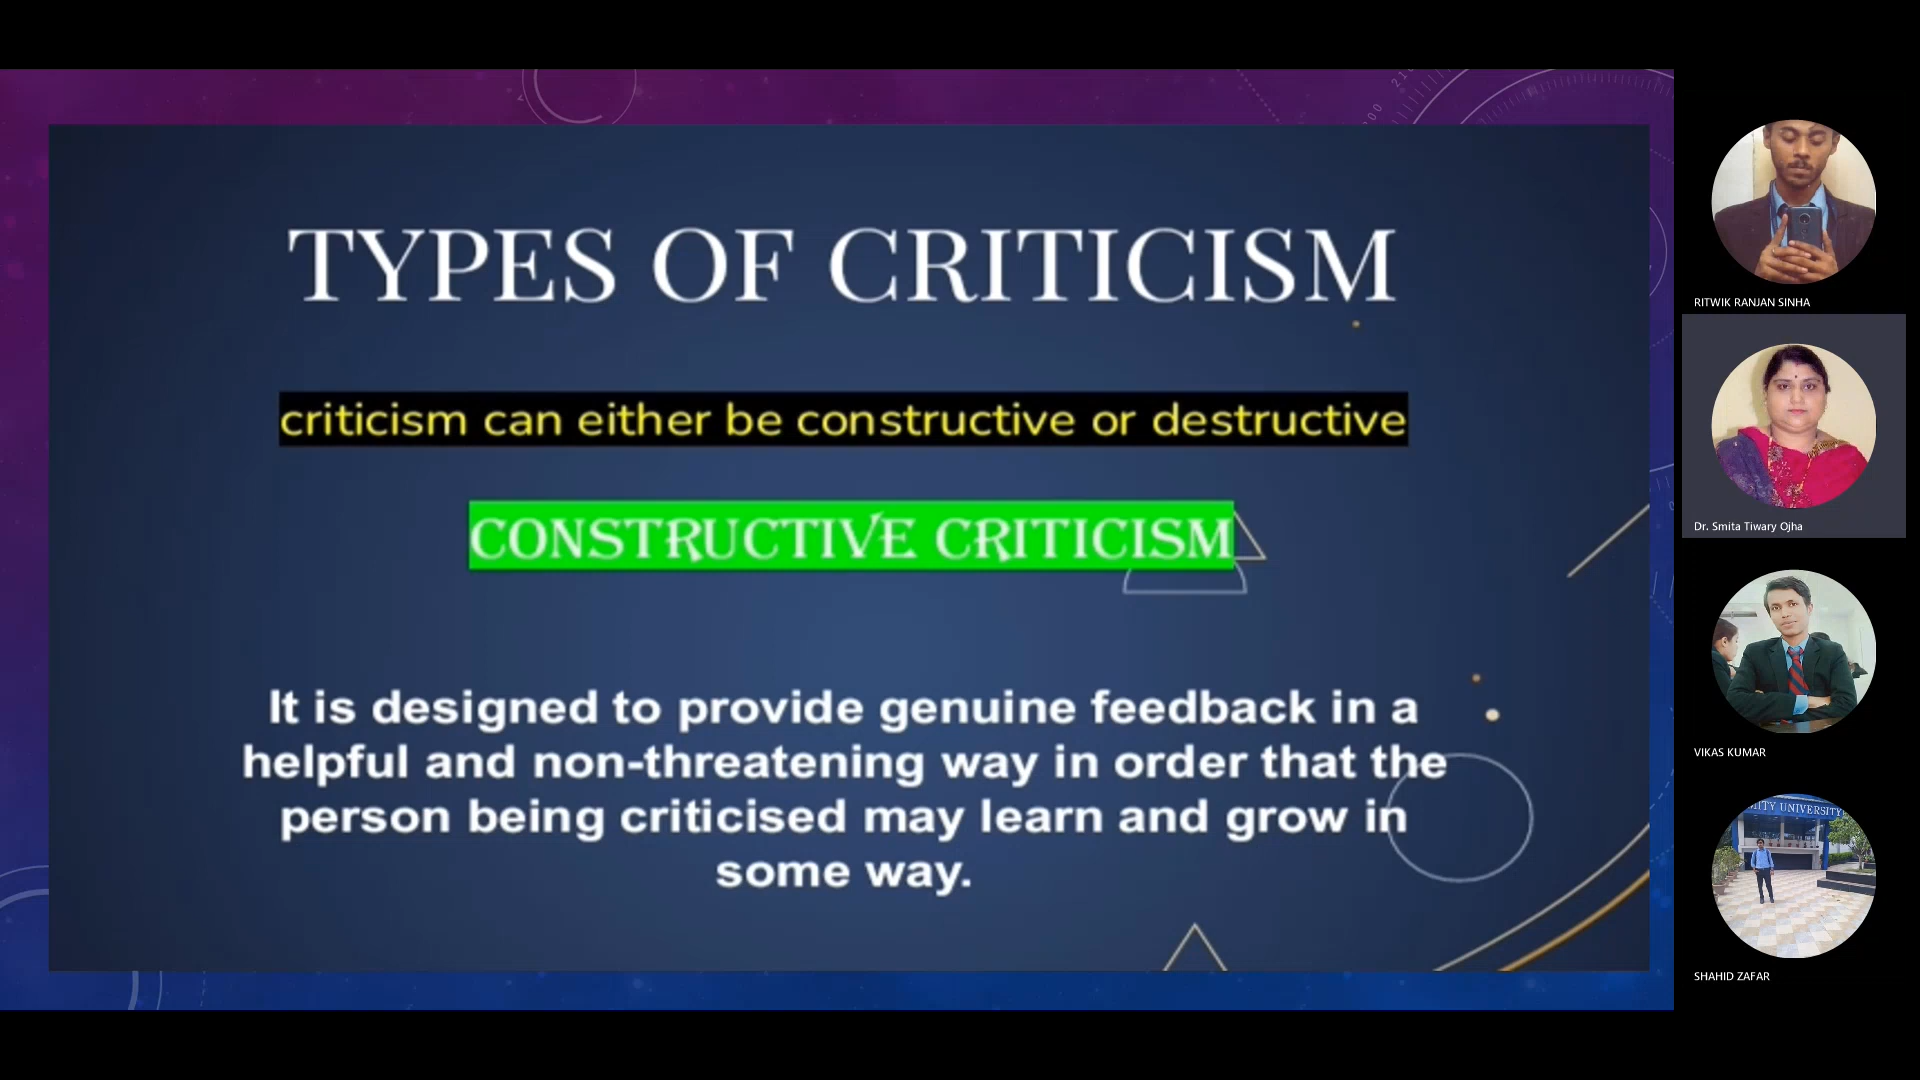 TYPES OF CRITICISM
criticism can either be constructive or destructive
CONSTRUCTIVE CRITICISM
It is designed to provide genuine feedback in a
helpful and non-threatening way in order that the
person being criticised may learn and grow in
some way.
RITWIK RANJAN SINHA
Dr. Smita Tiwary Ojha
VIKAS KUMAR
UNIVERSITY
SHAHID ZAFAR